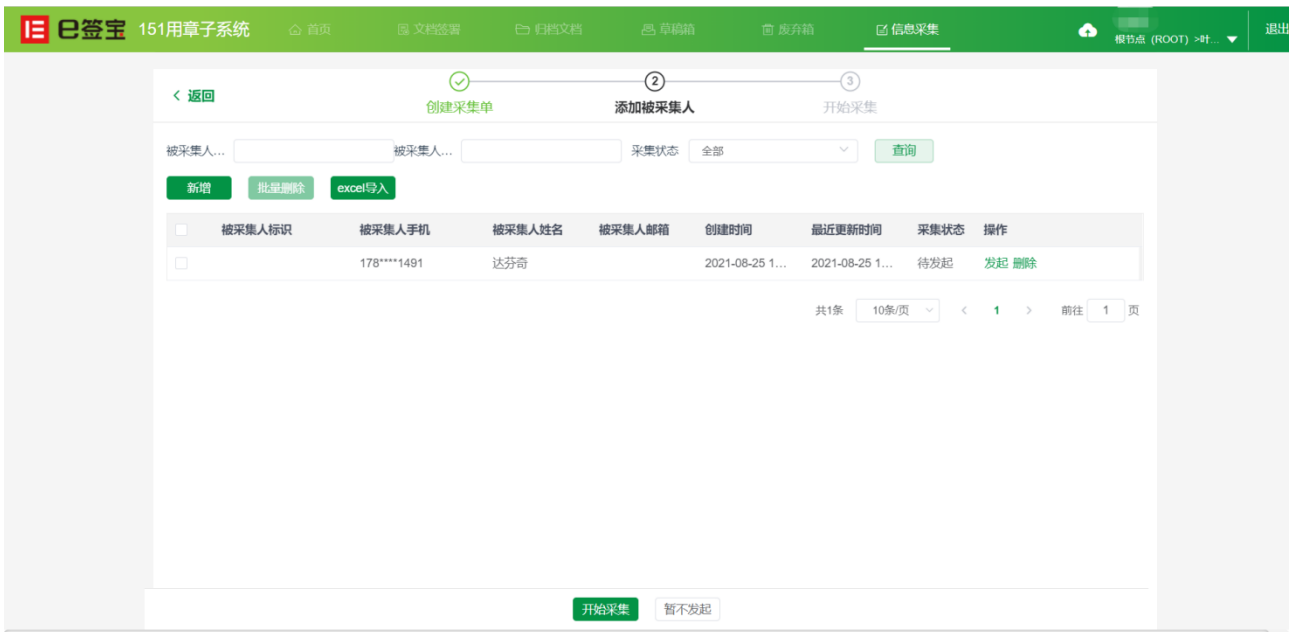 E签宝 151用章子系统 首页 文档签署 归档文档 草稿箱 废弃箱 信息采集 根节点 (ROOT) >叶... 退出
返回
1 2 3
创建采集单 添加被采集人 开始采集
被采集人... 被采集人... 采集状态 全部 查询
新增 批量删除 excel导入
被采集人标识 被采集人手机 被采集人姓名 被采集人邮箱 创建时间 最近更新时间 采集状态 操作
178****1491 达芬奇 2021-08-25 1... 2021-08-25 1... 待发起 发起 删除
共1条 10条/页 < 1 > 前往 1 页
开始采集 暂不发起